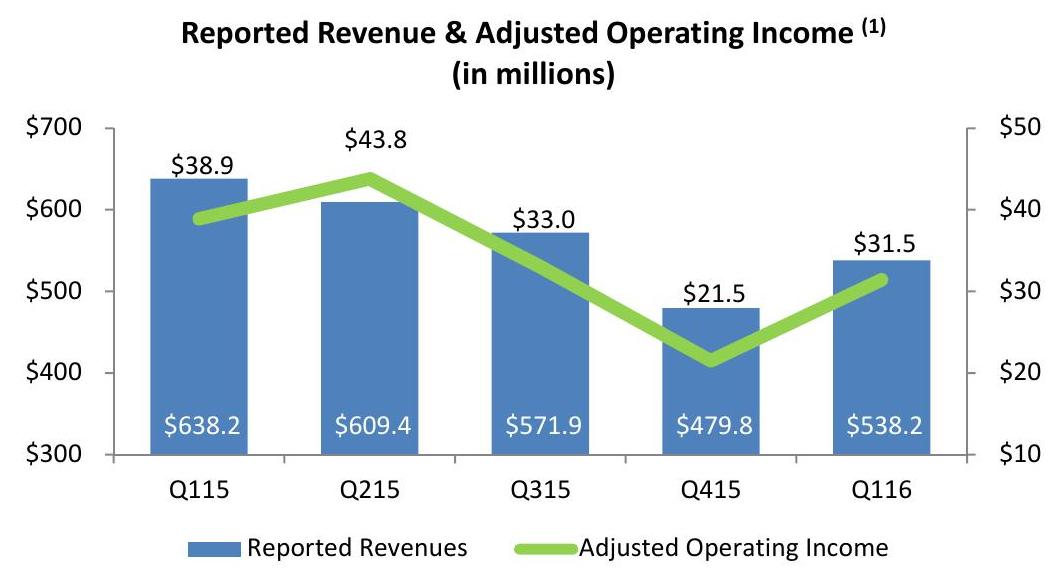 Reported Revenue & Adjusted Operating Income (1)
(in millions)
$700
$600
$500
$400
$300
$50
$40
$30
$20
$10
$38.9
$43.8
$33.0
$21.5
$31.5
$638.2
$609.4
$571.9
$479.8
$538.2
Q115
Q215
Q315
Q415
Q116
Reported Revenues
Adjusted Operating Income